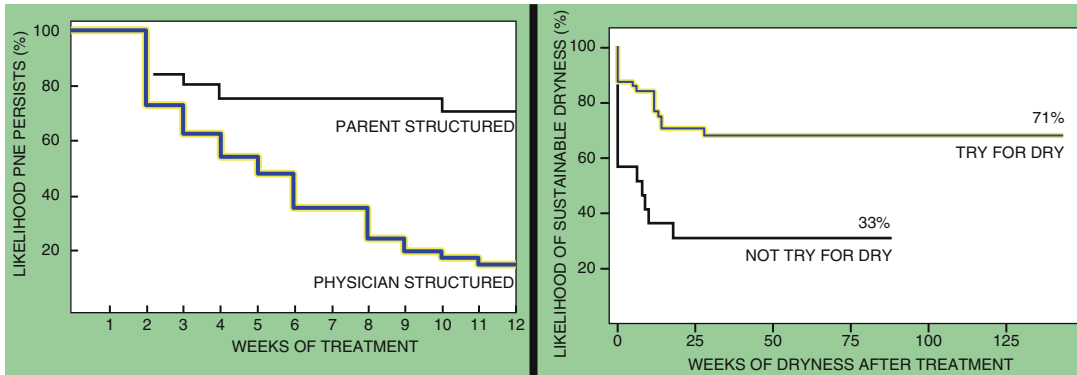 LIKELIHOOD PNE PERSISTS (%)
100
80
60
40
20
PARENT STRUCTURED
PHYSICIAN STRUCTURED
1 2 3 4 5 6 7 8 9 10 11 12
WEEKS OF TREATMENT
LIKELIHOOD OF SUSTAINABLE DRYNESS (%)
100
80
60
40
20
71%
TRY FOR DRY
33%
NOT TRY FOR DRY
0 25 50 75 100 125
WEEKS OF DRYNESS AFTER TREATMENT